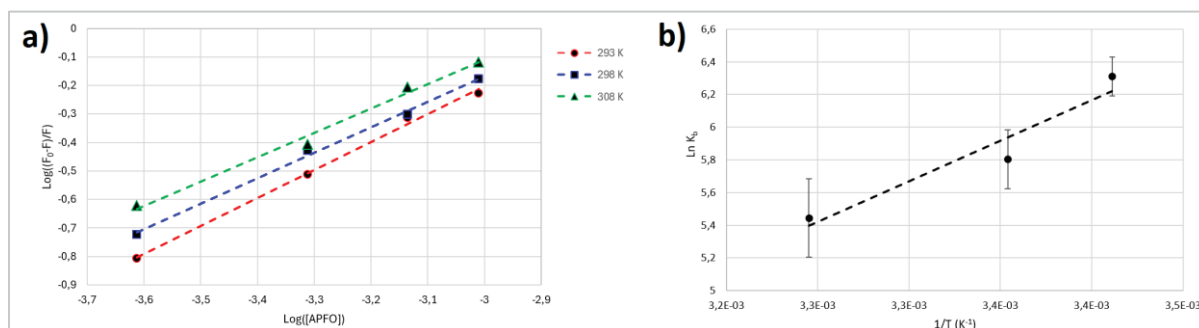 a)
0
-0,1
-0,2
-0,3
-0,4
-0,5
-0,6
-0,7
-0,8
-0,9
Log((F₀-F)/F)
-3,7 -3,6 -3,5 -3,4 -3,3 -3,2 -3,1 -3 -2,9
Log([APFO])
293 K
298 K
308 K
b)
6,6
6,4
6,2
6
5,8
5,6
5,4
5,2
5
Ln Kb
3,2E-03 3,3E-03 3,3E-03 3,4E-03 3,4E-03 3,5E-03
1/T (K⁻¹)